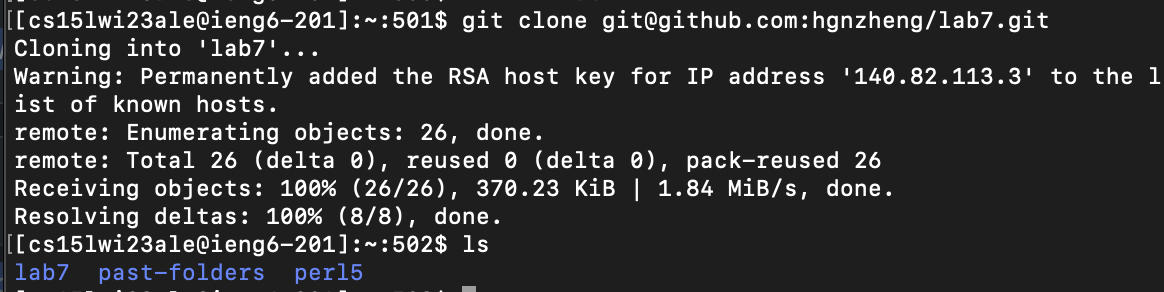 [[cs15lwi23ale@ieng6-201]:~:501$ git clone git@github.com:hgnzheng/lab7.git
Cloning into 'lab7'...
Warning: Permanently added the RSA host key for IP address '140.82.113.3' to the l
ist of known hosts.
remote: Enumerating objects: 26, done.
remote: Total 26 (delta 0), reused 0 (delta 0), pack-reused 26
Receiving objects: 100% (26/26), 370.23 KiB | 1.84 MiB/s, done.
Resolving deltas: 100% (8/8), done.
[[cs15lwi23ale@ieng6-201]:~:502$ ls
lab7  past-folders  perl5